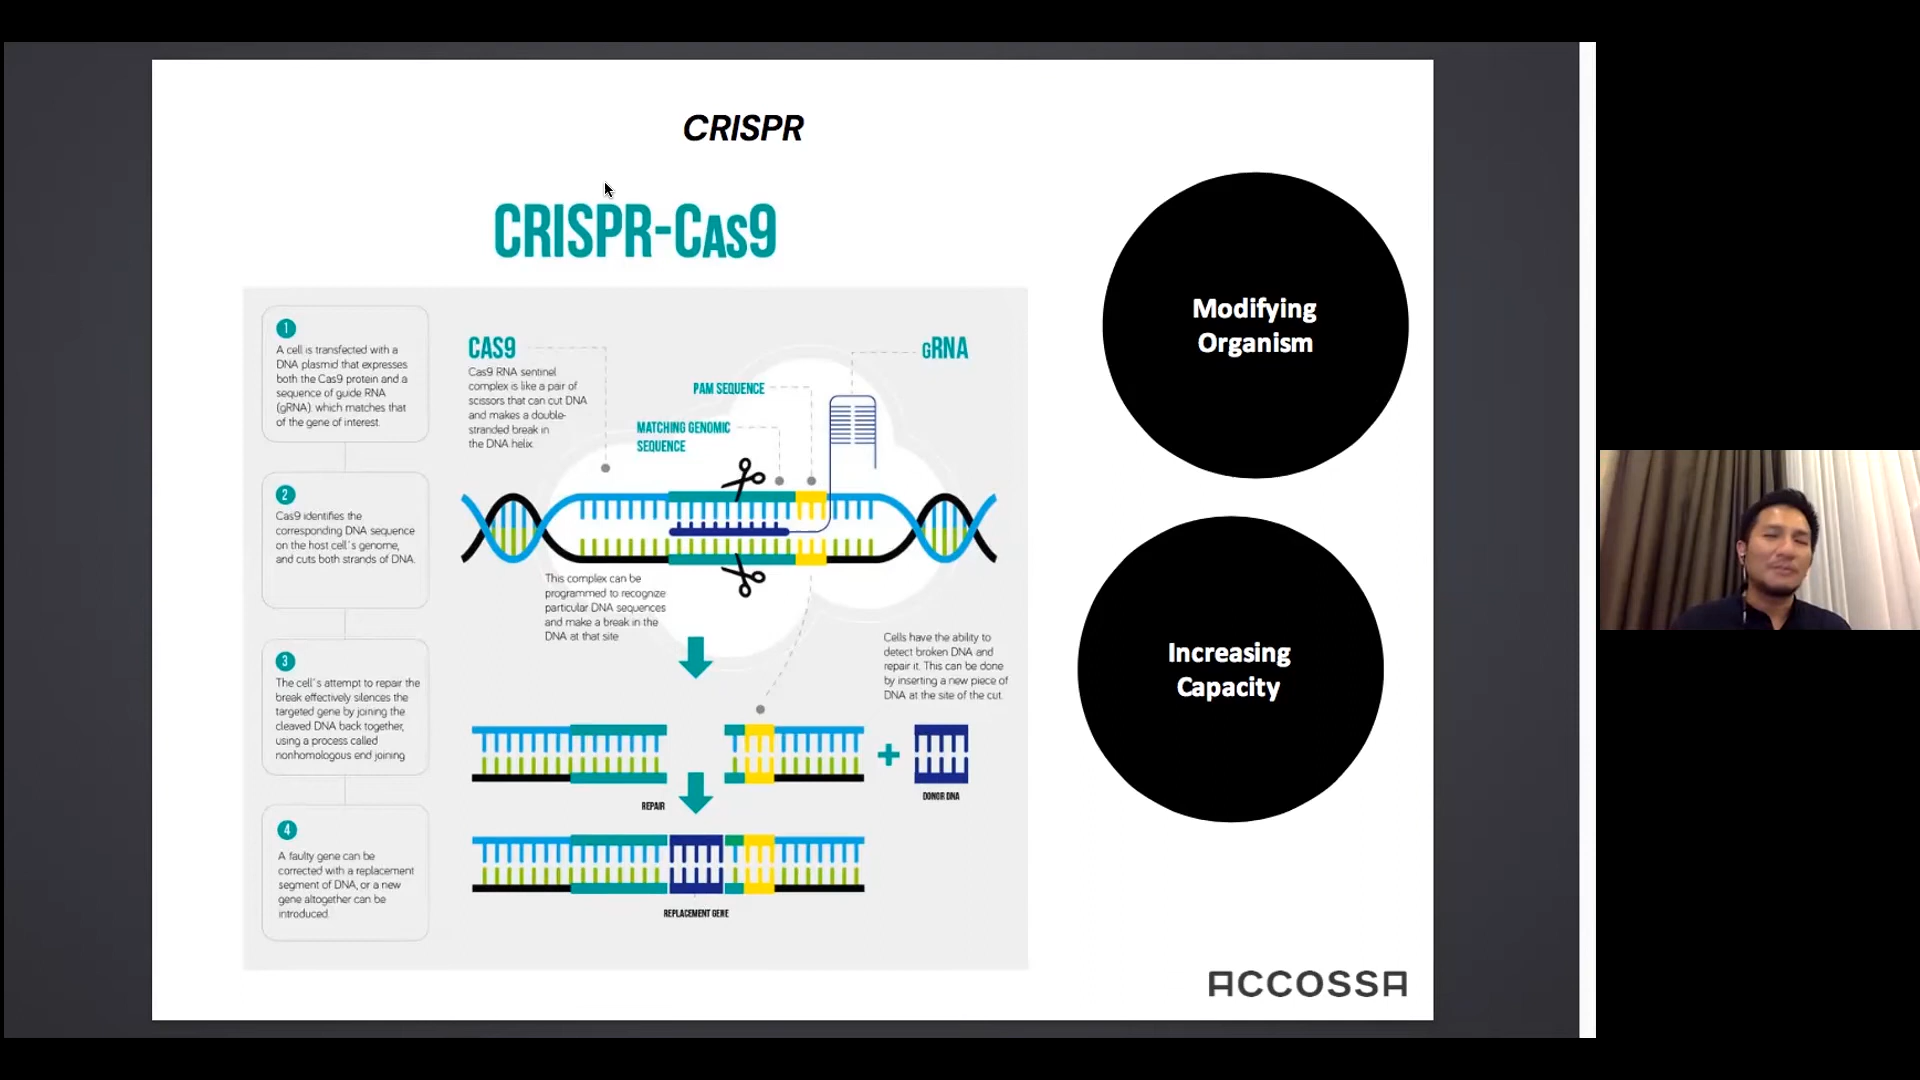 CRISPR
CRISPR-CAS9
1
A cell is transfected with a
DNA plasmid that expresses
both the Cas9 protein and a
sequence of guide RNA
(gRNA) which matches that
of the gene of interest.
2
Cas9 identifies the
corresponding DNA sequence
on the host cell's genome,
and cuts both strands of DNA.
3
The cell's attempt to repair the
break effectively silences the
targeted gene by joining the
cleaved DNA back together,
using a process called
nonhomologous end joining
4
A faulty gene can be
corrected with a replacement
segment of DNA, or a new
gene altogether can be
introduced.
CAS9
Cas9 RNA sentinel
complex is like a pair of
scissors that can cut DNA
and makes a double-
stranded break in
the DNA helix.
gRNA
PAM SEQUENCE
MATCHING GENOMIC
SEQUENCE
This complex can be
programmed to recognize
particular DNA sequences
and make a break in the
DNA at that site
Cells have the ability to
detect broken DNA and
repair it. This can be done
by inserting a new piece of
DNA at the site of the cut.
DONOR DNA
REPAIR
REPLACEMENT GENE
Modifying
Organism
Increasing
Capacity
ACCOSSA